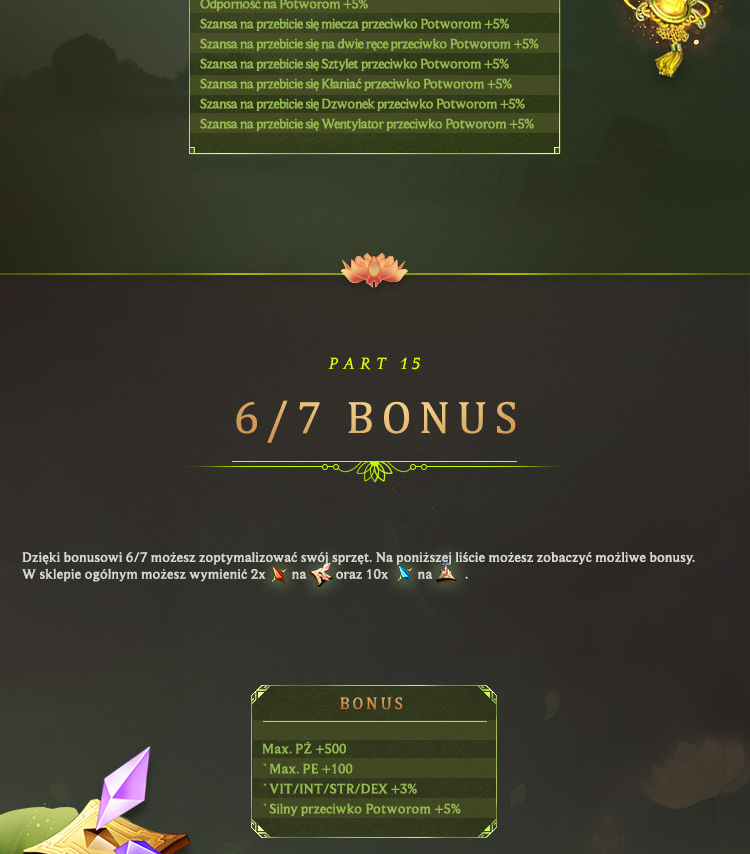 Odporność na Potworom +5%
Szansa na przebicie się miecza przeciwko Potworom +5%
Szansa na przebicie się na dwie ręce przeciwko Potworom +5%
Szansa na przebicie się Sztylet przeciwko Potworom +5%
Szansa na przebicie się Kłaniać przeciwko Potworom +5%
Szansa na przebicie się Dzwonek przeciwko Potworom +5%
Szansa na przebicie się Wentylator przeciwko Potworom +5%
PART 15
6/7 BONUS
Dzięki bonusowi 6/7 możesz zoptymalizować swój sprzęt. Na poniższej liście możesz zobaczyć możliwe bonusy.
W sklepie ogólnym możesz wymienić 2x na oraz 10x na .
BONUS
Max. PŻ +500
`Max. PE +100
`VIT/INT/STR/DEX +3%
`Silny przeciwko Potworom +5%